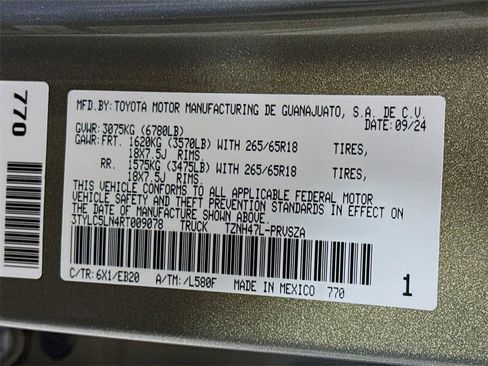 770
MFD.BY: TOYOTA MOTOR MANUFACTURING DE GUANAJUATO, S.A. DE C.V.
DATE: 09/24
GVWR: 3075KG (6780LB)
GAWR: FRT. 1620KG (3570LB) WITH 265/65R18 TIRES,
18X7.5J RIMS,
RR. 1575KG (3475LB) WITH 265/65R18 TIRES,
18X7.5J RIMS.
THIS VEHICLE CONFORMS TO ALL APPLICABLE FEDERAL MOTOR
VEHICLE SAFETY AND THEFT PREVENTION STANDARDS IN EFFECT
ON THE DATE OF MANUFACTURE SHOWN ABOVE.
3TYLC5LN4RT009078 TRUCK TZNH47L-PRVSZA
C/TR: 6X1/EB20 A/TM: /L580F MADE IN MEXICO 770 1